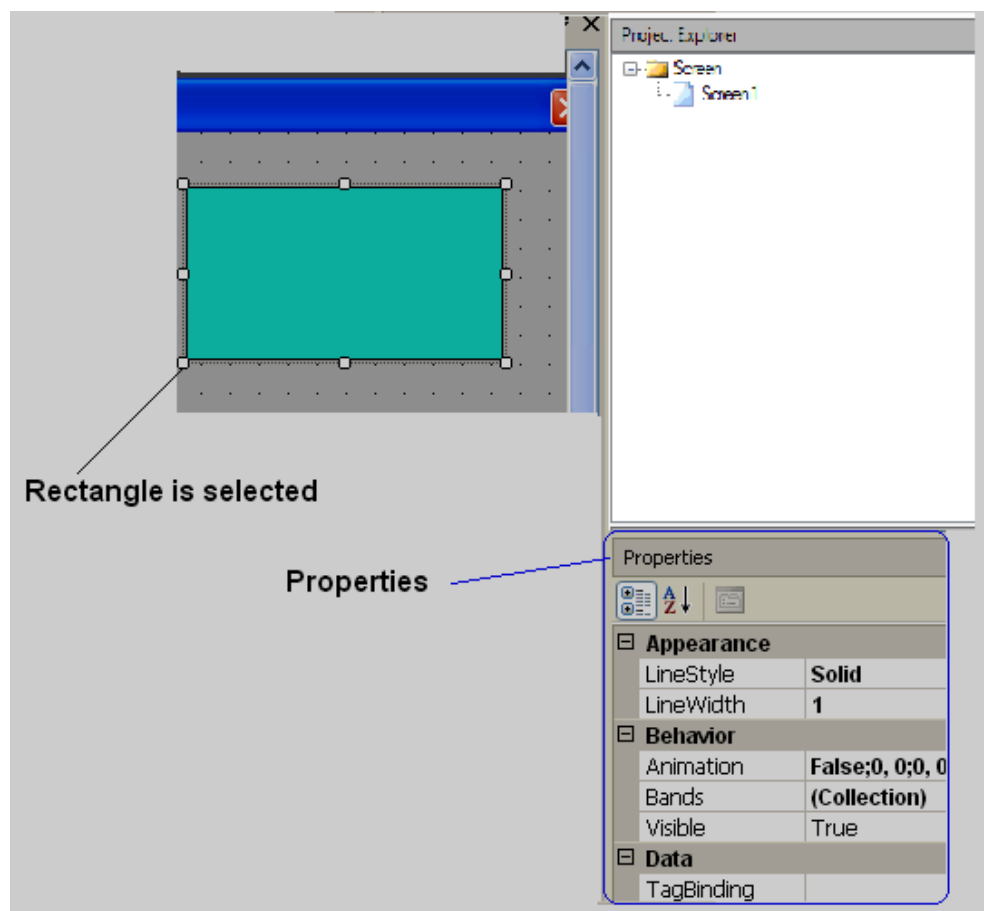 Project Explorer
Screen
Screen1
Rectangle is selected
Properties
Properties
Appearance
LineStyle Solid
LineWidth 1
Behavior
Animation False;0, 0;0, 0
Bands (Collection)
Visible True
Data
TagBinding